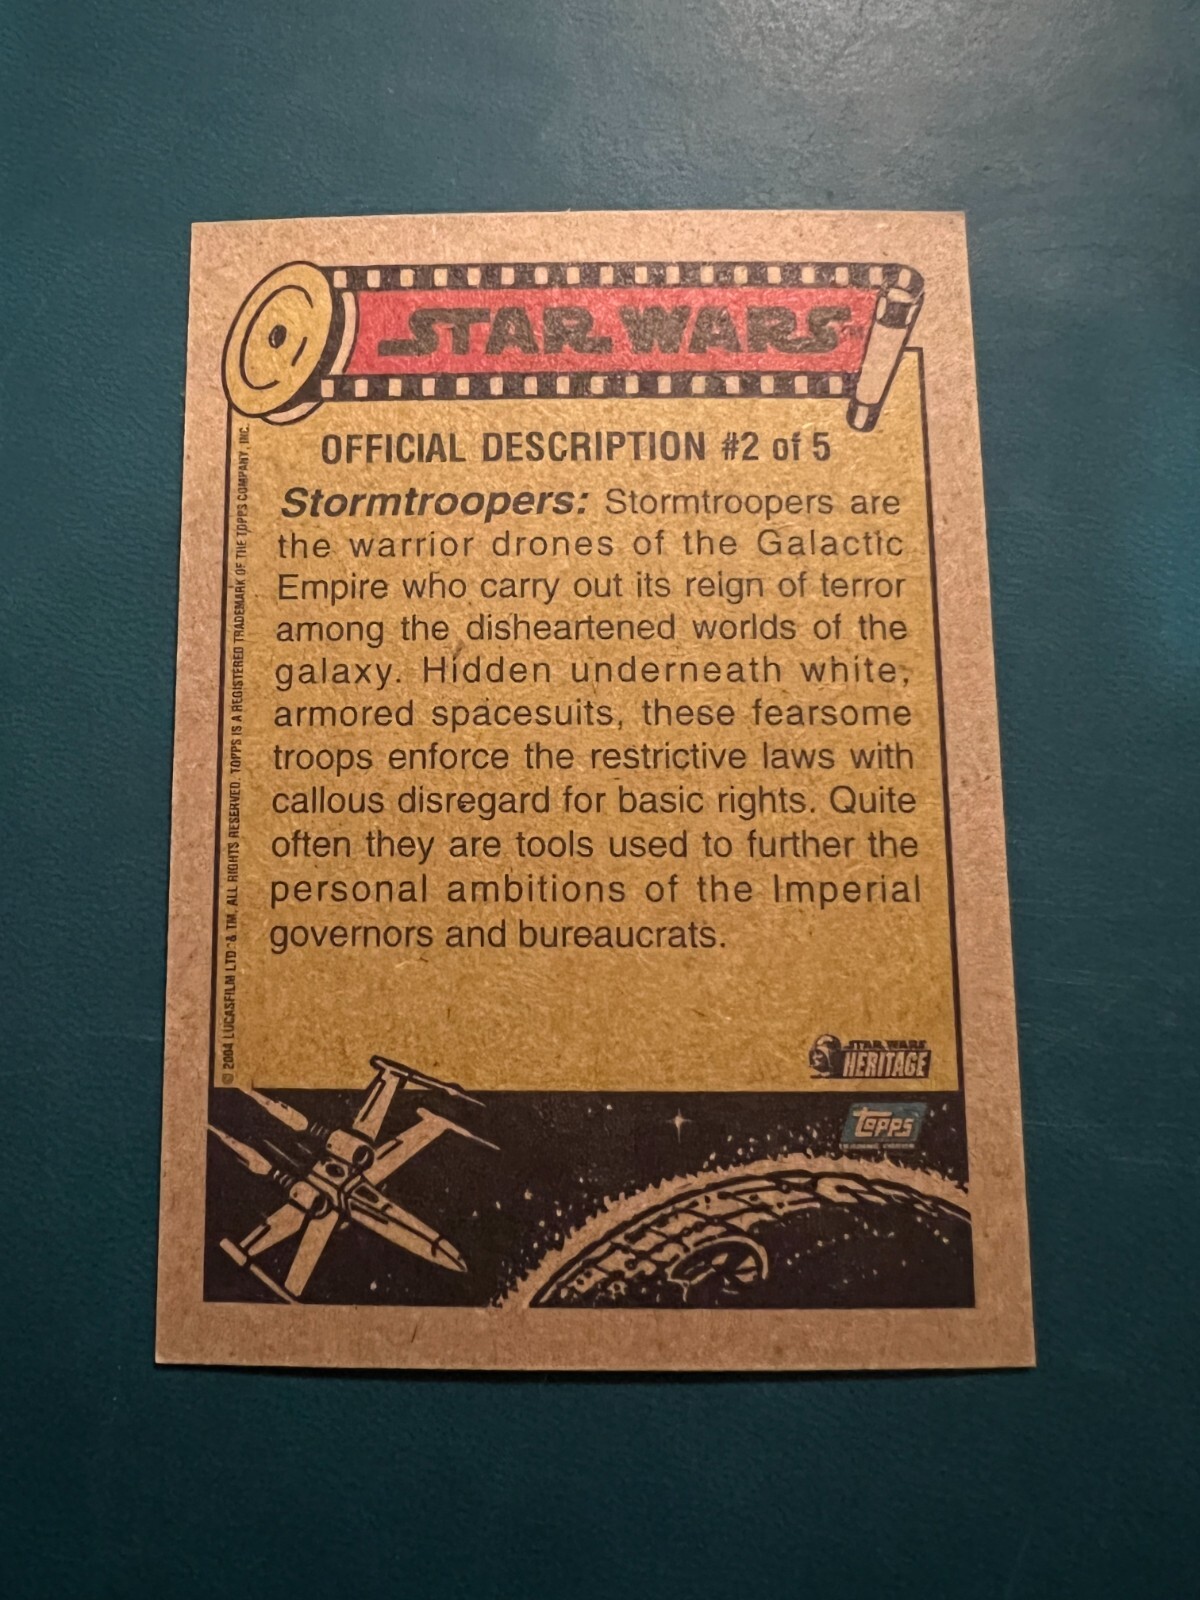 STAR WARS
OFFICIAL DESCRIPTION #2 of 5
Stormtroopers: Stormtroopers are
the warrior drones of the Galactic
Empire who carry out its reign of terror
among the disheartened worlds of the
galaxy. Hidden underneath white,
armored spacesuits, these fearsome
troops enforce the restrictive laws with
callous disregard for basic rights. Quite
often they are tools used to further the
personal ambitions of the Imperial
governors and bureaucrats.
© 2004 LUCASFILM LTD. & TM. ALL RIGHTS RESERVED. TOPPS IS A REGISTERED TRADEMARK OF THE TOPPS COMPANY, INC.
STAR WARS
HERITAGE
TOPPS